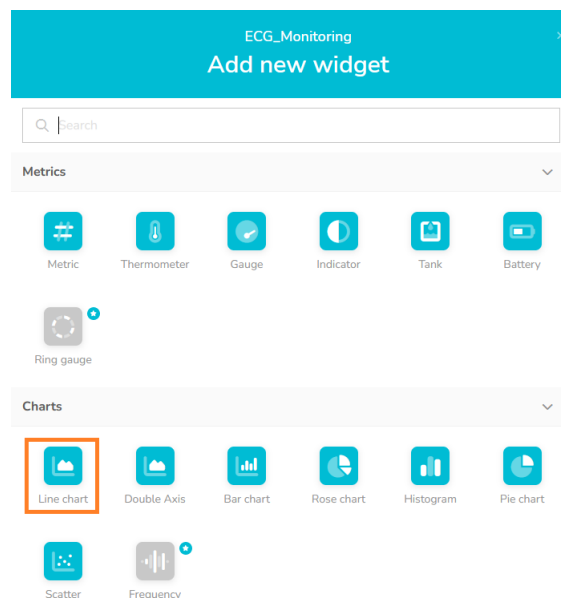 ECG_Monitoring
Add new widget
Search
Metrics
Metric Thermometer Gauge Indicator Tank Battery
Ring gauge
Charts
Line chart Double Axis Bar chart Rose chart Histogram Pie chart
Scatter Frequency